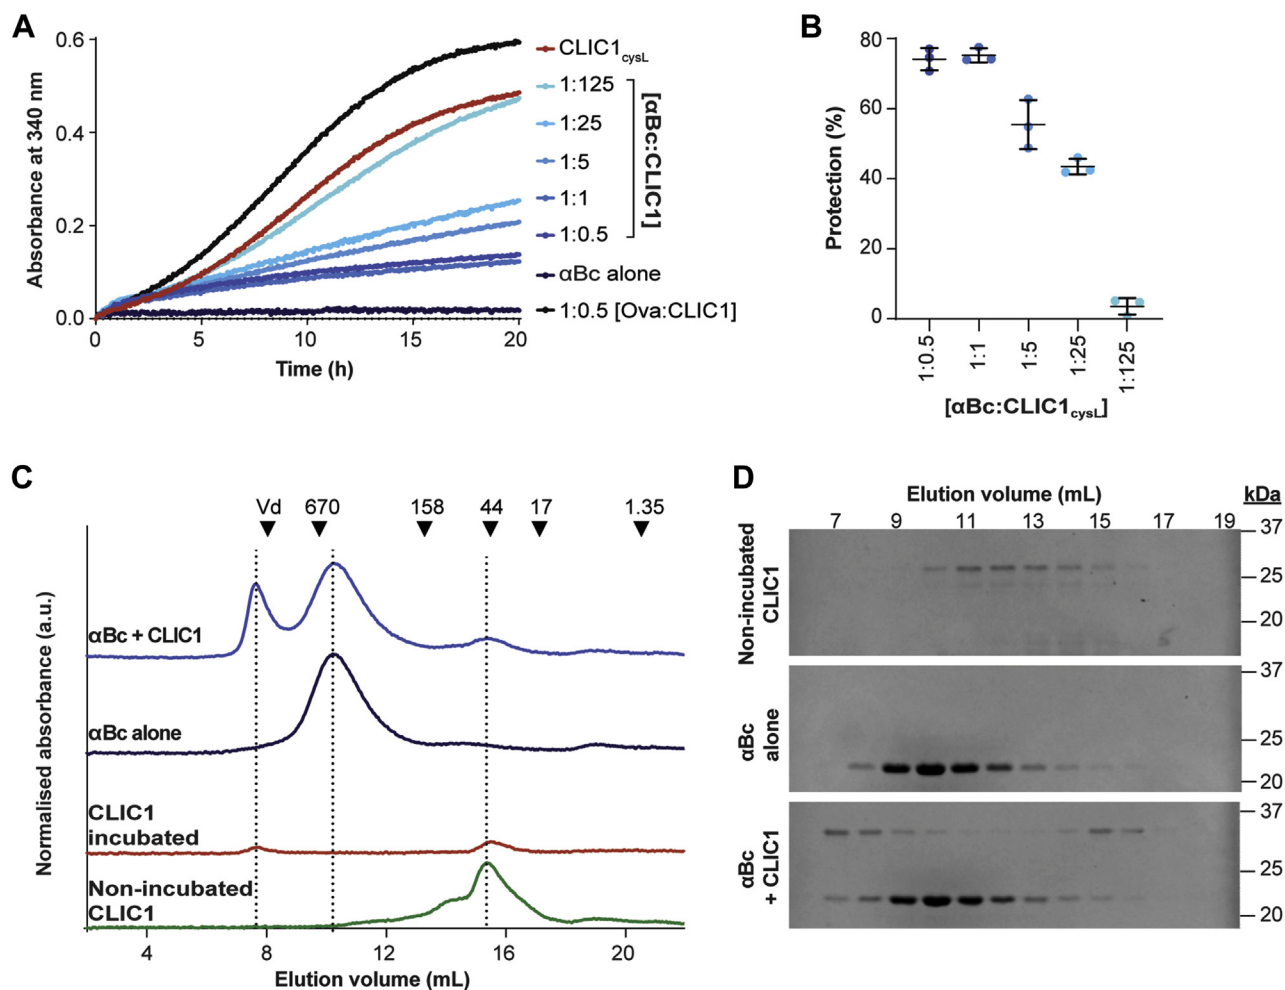 A
0.6
0.4
0.2
0.0
Absorbance at 340 nm
0
5
10
15
20
Time (h)
CLIC1cysL
1:125
1:25
1:5
1:1
1:0.5
[αBc:CLIC1]
αBc alone
1:0.5 [Ova:CLIC1]
B
80
60
40
20
0
Protection (%)
1:0.5
1:1
1:5
1:25
1:125
[αBc:CLIC1cysL]
C
Vd 670 158 44 17 1.35
Normalised absorbance (a.u.)
αBc + CLIC1
αBc alone
CLIC1
incubated
Non-incubated
CLIC1
4 8 12 16 20
Elution volume (mL)
D
Elution volume (mL)
kDa
7 9 11 13 15 17 19
Non-incubated
CLIC1
37
25
20
αBc
alone
37
25
20
αBc
+ CLIC1
37
25
20